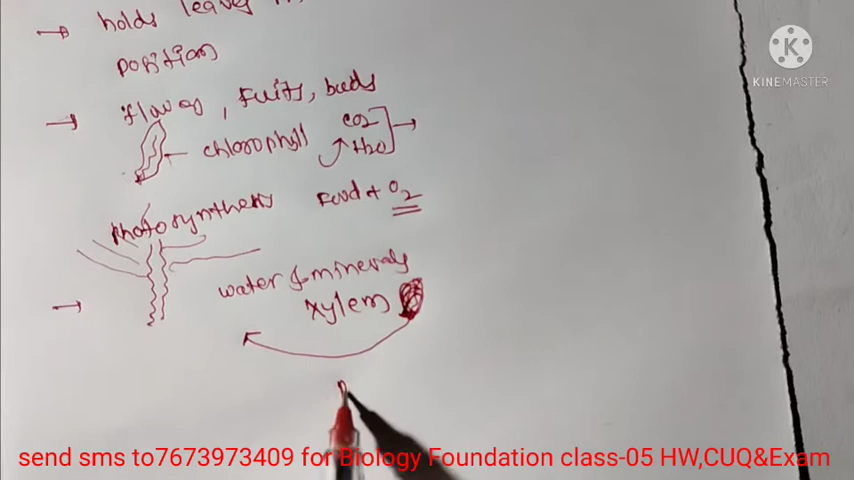 → holds leaves
position
→ flowers, Fruits, buds
← chlorophyll CO2
H2O →
Photosynthesis Food + O2
water & minerals
→ xylem
KINEMASTER
send sms to7673973409 for Biology Foundation class-05 HW,CUQ&Exam